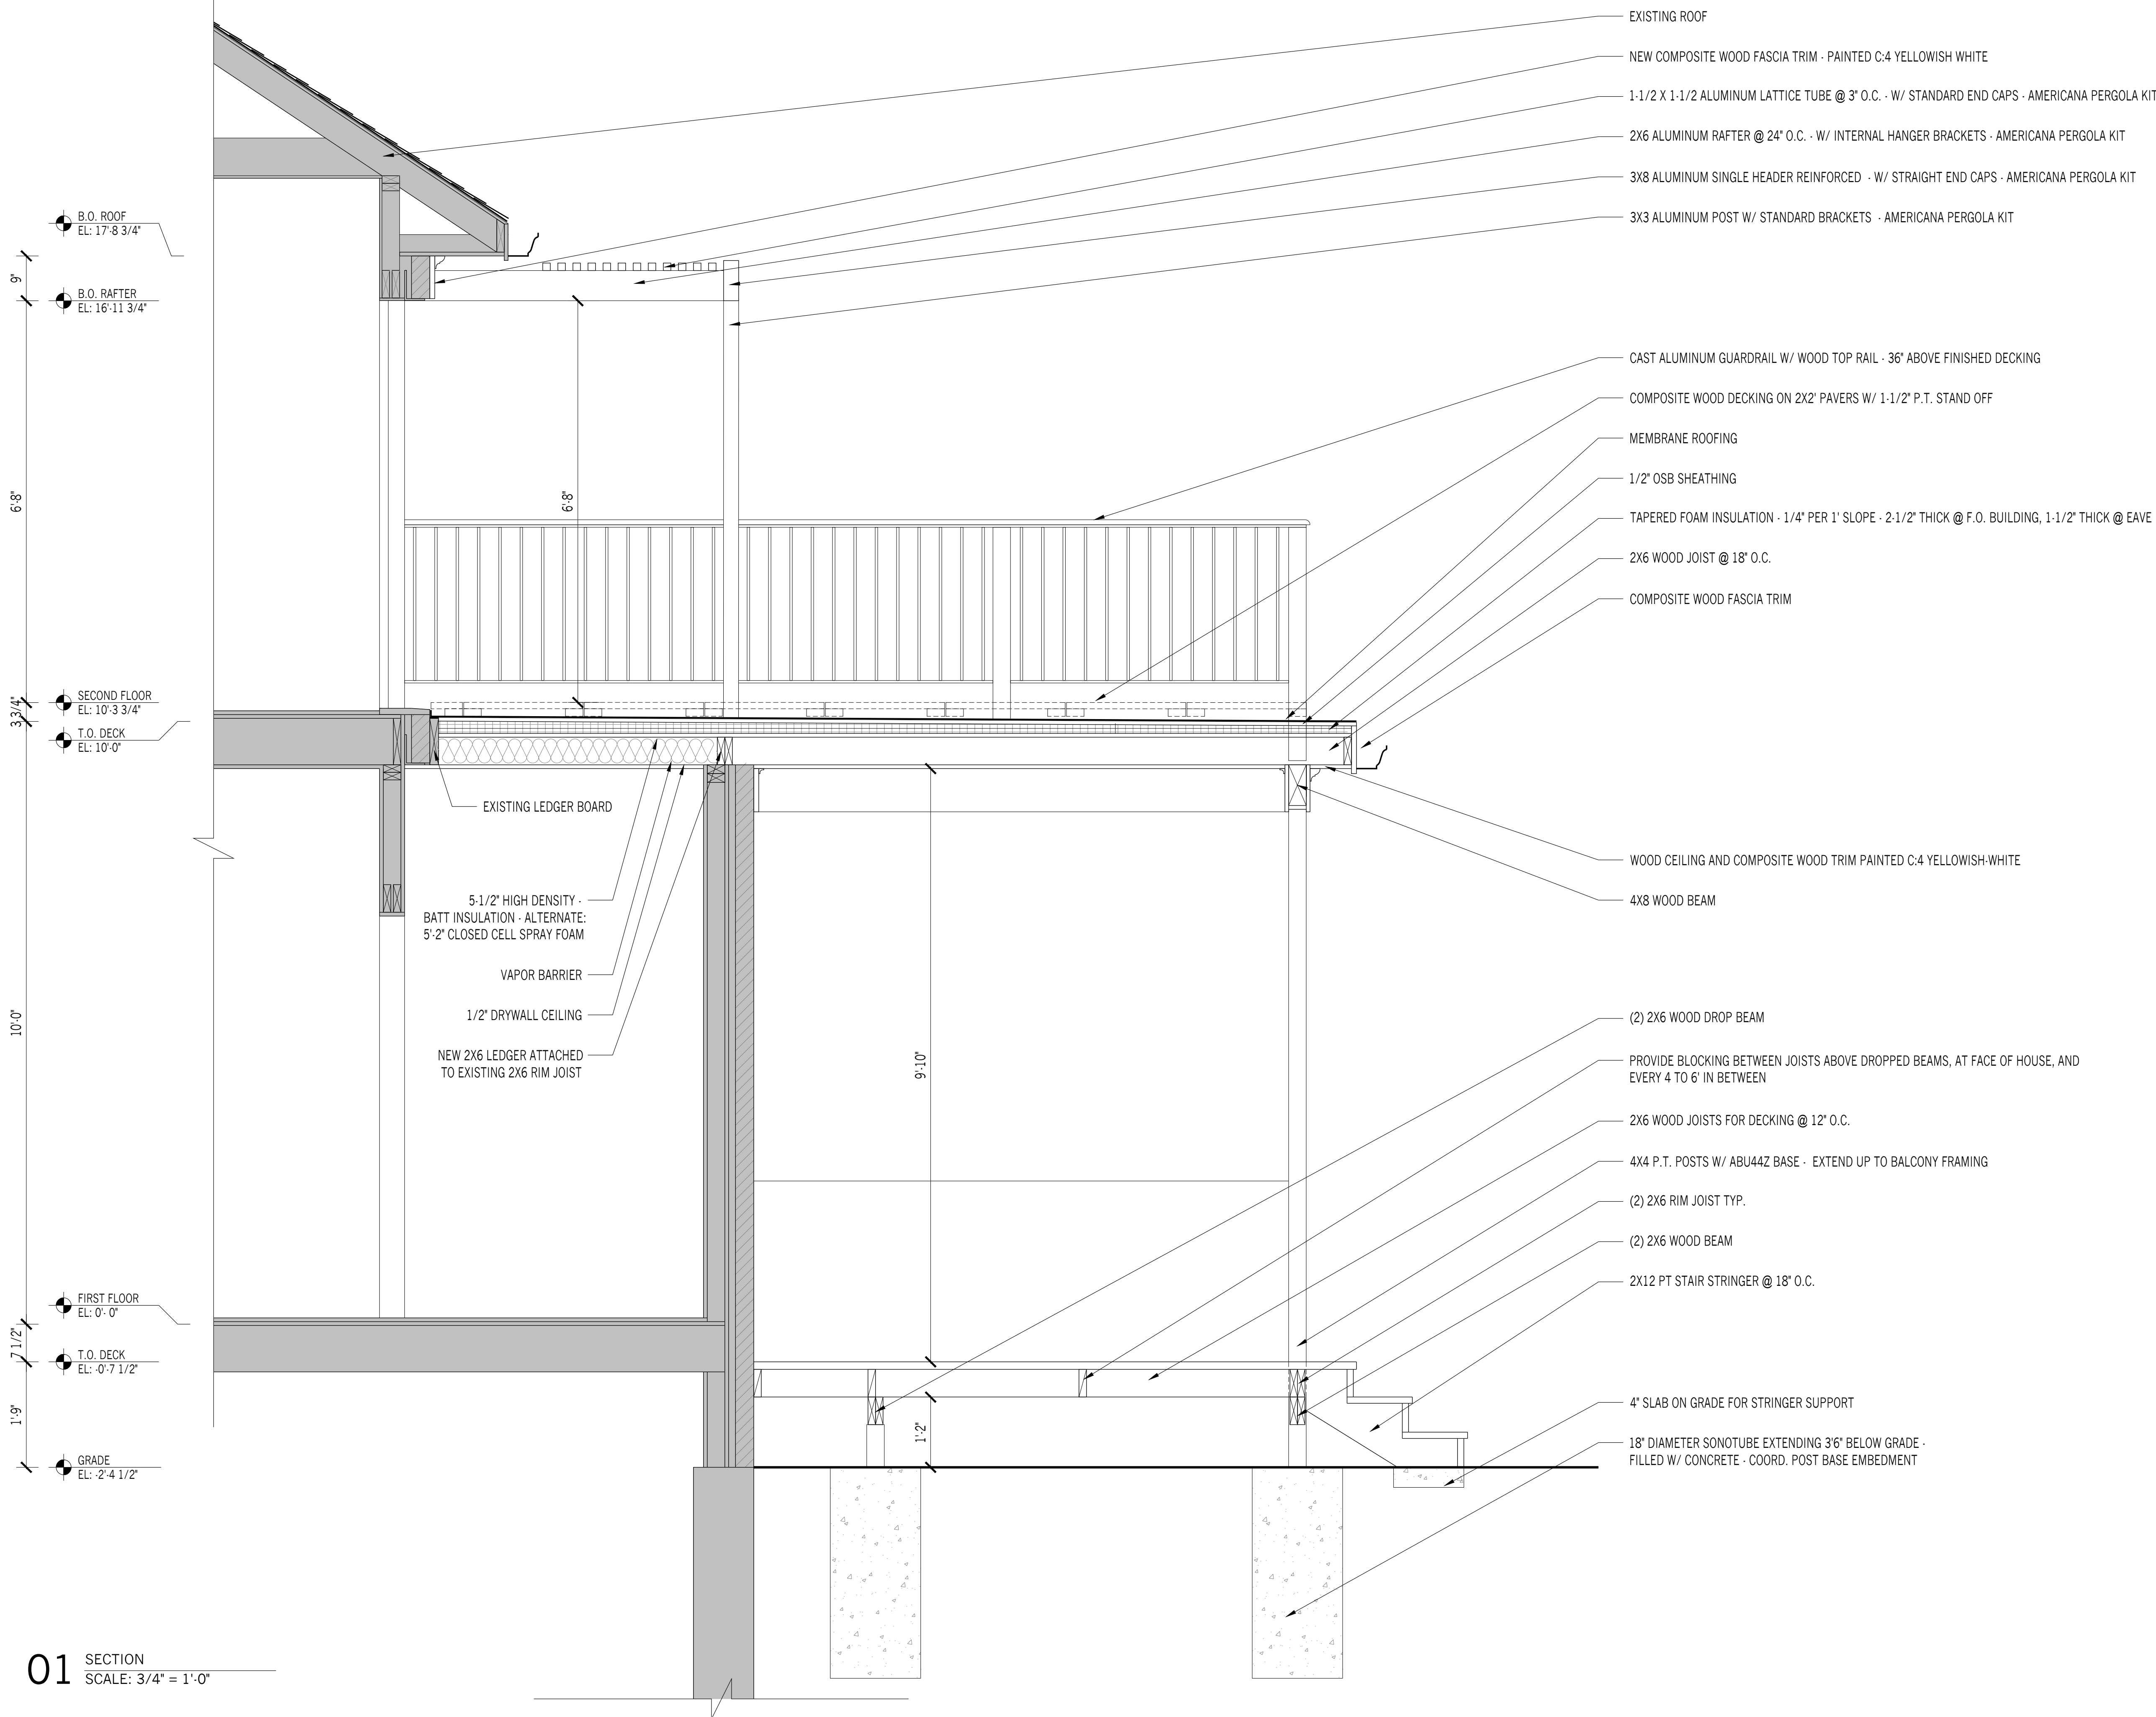 EXISTING ROOF
NEW COMPOSITE WOOD FASCIA TRIM - PAINTED C:4 YELLOWISH WHITE
1-1/2 X 1-1/2 ALUMINUM LATTICE TUBE @ 3" O.C. - W/ STANDARD END CAPS - AMERICANA PERGOLA KIT
2X6 ALUMINUM RAFTER @ 24" O.C. - W/ INTERNAL HANGER BRACKETS - AMERICANA PERGOLA KIT
3X8 ALUMINUM SINGLE HEADER REINFORCED - W/ STRAIGHT END CAPS - AMERICANA PERGOLA KIT
3X3 ALUMINUM POST W/ STANDARD BRACKETS - AMERICANA PERGOLA KIT
B.O. ROOF
EL: 17'-8 3/4"
9"
B.O. RAFTER
EL: 16'-11 3/4"
6'-8"
6'-8"
CAST ALUMINUM GUARDRAIL W/ WOOD TOP RAIL - 36" ABOVE FINISHED DECKING
COMPOSITE WOOD DECKING ON 2X2' PAVERS W/ 1-1/2" P.T. STAND OFF
MEMBRANE ROOFING
1/2" OSB SHEATHING
TAPERED FOAM INSULATION - 1/4" PER 1' SLOPE - 2-1/2" THICK @ F.O. BUILDING, 1-1/2" THICK @ EAVE
2X6 WOOD JOIST @ 18" O.C.
COMPOSITE WOOD FASCIA TRIM
SECOND FLOOR
EL: 10'-3 3/4"
3 3/4"
T.O. DECK
EL: 10'-0"
EXISTING LEDGER BOARD
5-1/2" HIGH DENSITY -
BATT INSULATION - ALTERNATE:
5'-2" CLOSED CELL SPRAY FOAM
VAPOR BARRIER
1/2" DRYWALL CEILING
NEW 2X6 LEDGER ATTACHED
TO EXISTING 2X6 RIM JOIST
WOOD CEILING AND COMPOSITE WOOD TRIM PAINTED C:4 YELLOWISH-WHITE
4X8 WOOD BEAM
10'-0"
9'-10"
(2) 2X6 WOOD DROP BEAM
PROVIDE BLOCKING BETWEEN JOISTS ABOVE DROPPED BEAMS, AT FACE OF HOUSE, AND
EVERY 4 TO 6' IN BETWEEN
2X6 WOOD JOISTS FOR DECKING @ 12" O.C.
4X4 P.T. POSTS W/ ABU44Z BASE - EXTEND UP TO BALCONY FRAMING
(2) 2X6 RIM JOIST TYP.
(2) 2X6 WOOD BEAM
2X12 PT STAIR STRINGER @ 18" O.C.
FIRST FLOOR
EL: 0'- 0"
7 1/2"
T.O. DECK
EL: -0'-7 1/2"
1'-9"
1'-2"
GRADE
EL: -2'-4 1/2"
4" SLAB ON GRADE FOR STRINGER SUPPORT
18" DIAMETER SONOTUBE EXTENDING 3'6" BELOW GRADE -
FILLED W/ CONCRETE - COORD. POST BASE EMBEDMENT
01 SECTION
SCALE: 3/4" = 1'-0"